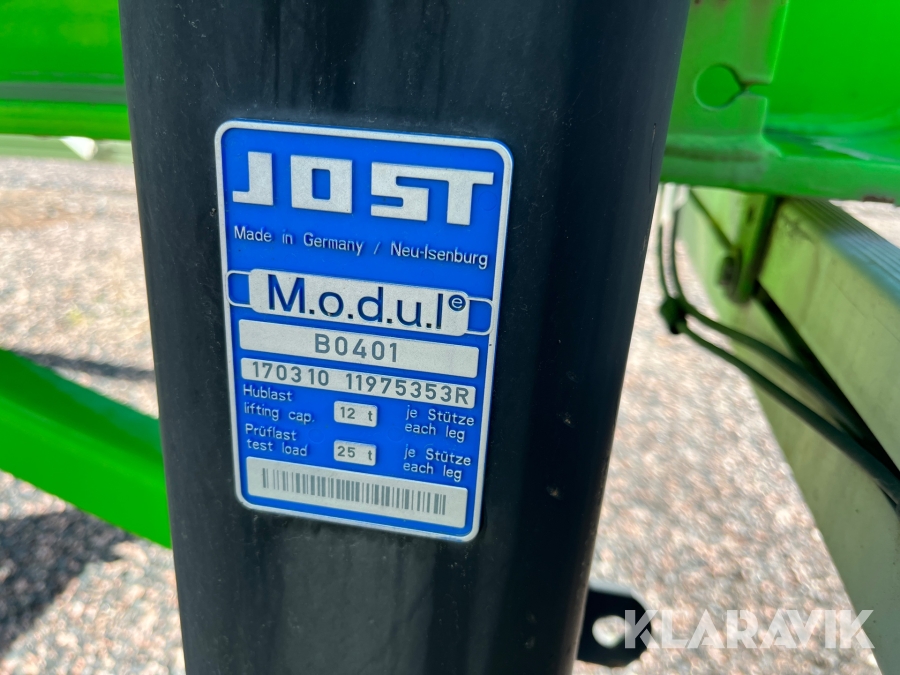 JOST
Made in Germany / Neu-Isenburg
M.o.d.u.l e
B0401
170310 11975353R
Hublast
lifting cap. 12 t je Stütze
each leg
Prüflast
test load 25 t je Stütze
each leg
KLARAVIK